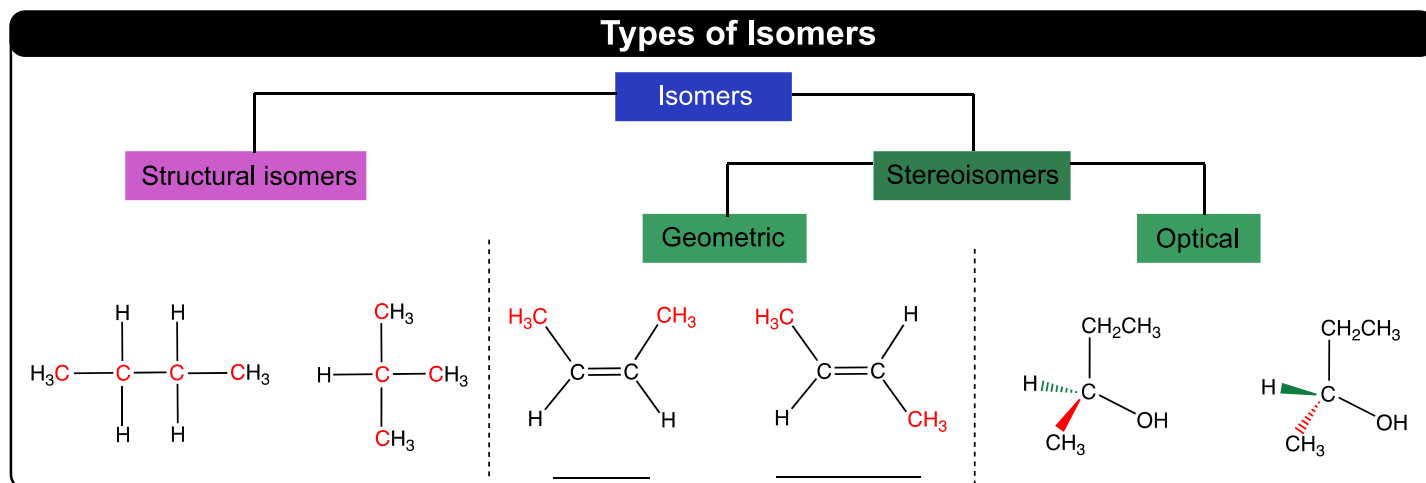 Types of Isomers
Isomers
Structural isomers
Stereoisomers
Geometric
Optical
H H
H₃C C C CH₃
H H
CH₃
H C CH₃
CH₃
H₃C CH₃
C C
H H
H₃C H
C C
H CH₃
CH₂CH₃
H C
OH
CH₃
CH₂CH₃
H C
OH
CH₃